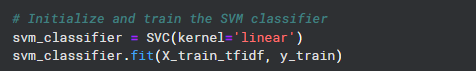 # Initialize and train the SVM classifier
svm_classifier = SVC(kernel='linear')
svm_classifier.fit(X_train_tfidf, y_train)